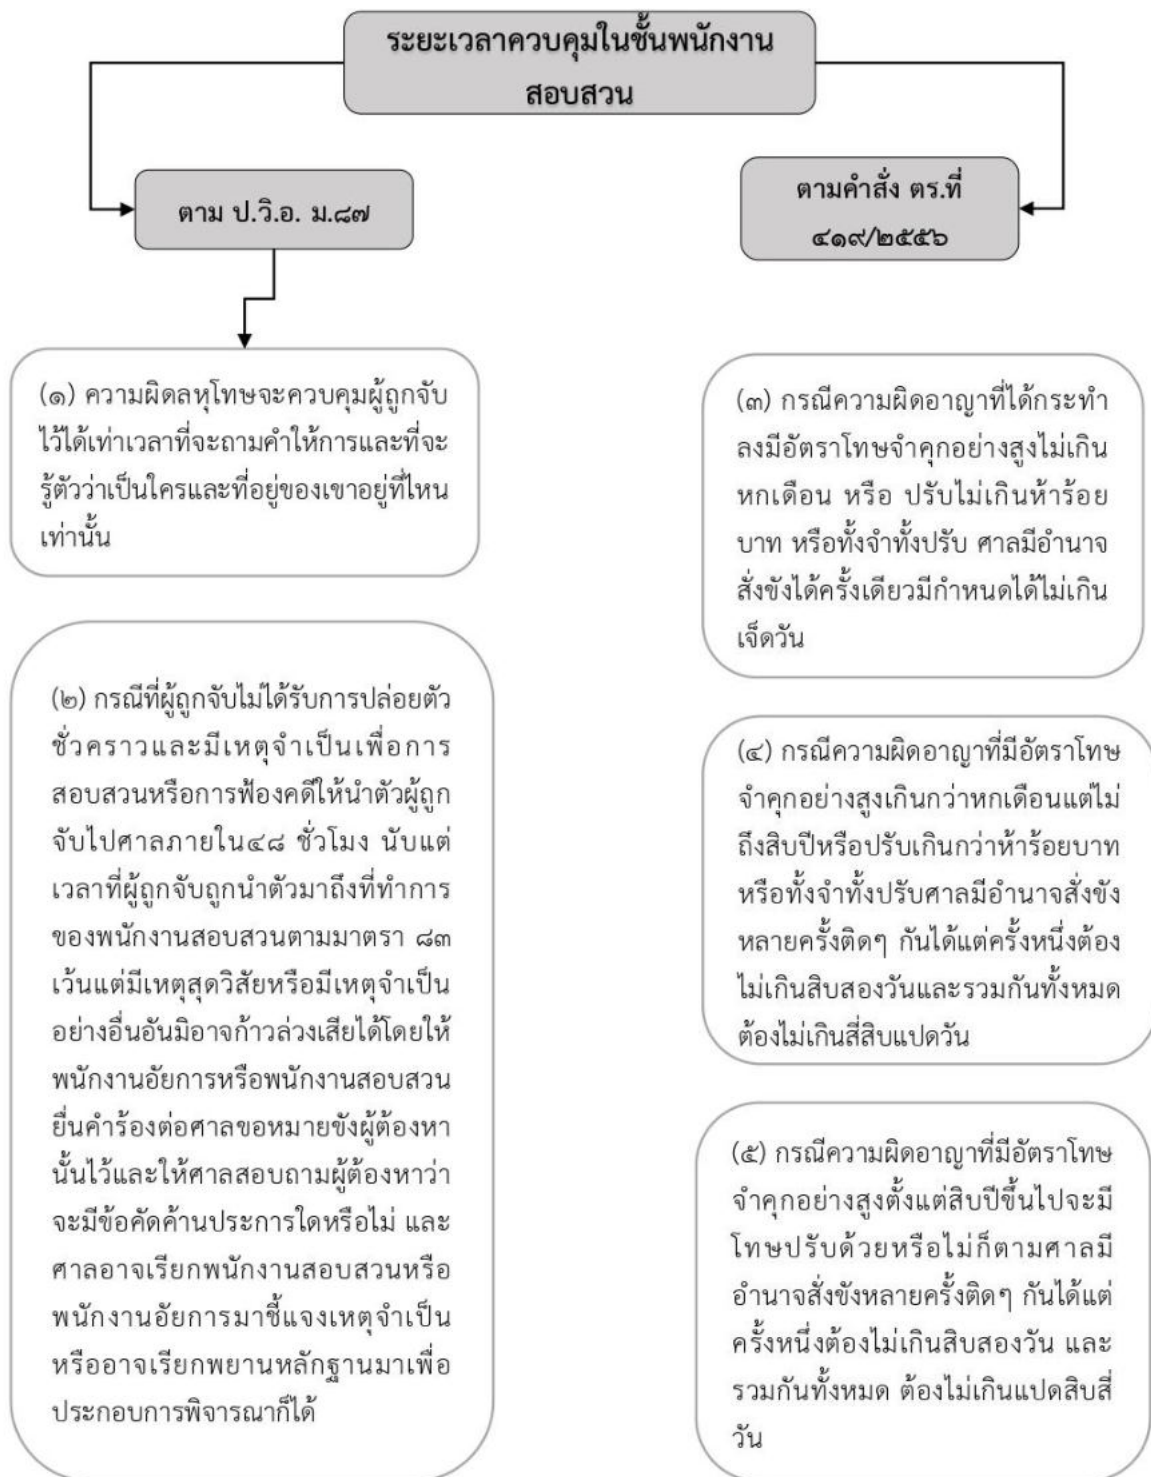 ระยะเวลาควบคุมในชั้นพนักงาน
สอบสวน
ตาม ป.วิ.อ. ม.๘๗
ตามคำสั่ง ตร.ที่
๔๑๙/๒๕๕๖
(๑) ความผิดลหุโทษจะควบคุมผู้ถูกจับ
ไว้ได้เท่าเวลาที่จะถามคำให้การและที่จะ
รู้ตัวว่าเป็นใครและที่อยู่ของเขาอยู่ที่ไหน
เท่านั้น
(๒) กรณีที่ผู้ถูกจับไม่ได้รับการปล่อยตัว
ชั่วคราวและมีเหตุจำเป็นเพื่อการ
สอบสวนหรือการฟ้องคดีให้นำตัวผู้ถูก
จับไปศาลภายใน๔๘ ชั่วโมง นับแต่
เวลาที่ผู้ถูกจับถูกนำตัวมาถึงที่ทำการ
ของพนักงานสอบสวนตามมาตรา ๘๓
เว้นแต่มีเหตุสุดวิสัยหรือมีเหตุจำเป็น
อย่างอื่นอันมิอาจก้าวล่วงเสียได้โดยให้
พนักงานอัยการหรือพนักงานสอบสวน
ยื่นคำร้องต่อศาลขอหมายขังผู้ต้องหา
นั้นไว้และให้ศาลสอบถามผู้ต้องหาว่า
จะมีข้อคัดค้านประการใดหรือไม่ และ
ศาลอาจเรียกพนักงานสอบสวนหรือ
พนักงานอัยการมาชี้แจงเหตุจำเป็น
หรืออาจเรียกพยานหลักฐานมาเพื่อ
ประกอบการพิจารณาก็ได้
(๓) กรณีความผิดอาญาที่ได้กระทำ
ลงมีอัตราโทษจำคุกอย่างสูงไม่เกิน
หกเดือน หรือ ปรับไม่เกินห้าร้อย
บาท หรือทั้งจำทั้งปรับ ศาลมีอำนาจ
สั่งขังได้ครั้งเดียวมีกำหนดได้ไม่เกิน
เจ็ดวัน
(๔) กรณีความผิดอาญาที่มีอัตราโทษ
จำคุกอย่างสูงเกินกว่าหกเดือนแต่ไม่
ถึงสิบปีหรือปรับเกินกว่าห้าร้อยบาท
หรือทั้งจำทั้งปรับศาลมีอำนาจสั่งขัง
หลายครั้งติดๆ กันได้แต่ครั้งหนึ่งต้อง
ไม่เกินสิบสองวันและรวมกันทั้งหมด
ต้องไม่เกินสี่สิบแปดวัน
(๕) กรณีความผิดอาญาที่มีอัตราโทษ
จำคุกอย่างสูงตั้งแต่สิบปีขึ้นไปจะมี
โทษปรับด้วยหรือไม่ก็ตามศาลมี
อำนาจสั่งขังหลายครั้งติดๆ กันได้แต่
ครั้งหนึ่งต้องไม่เกินสิบสองวัน และ
รวมกันทั้งหมด ต้องไม่เกินแปดสิบสี่
วัน